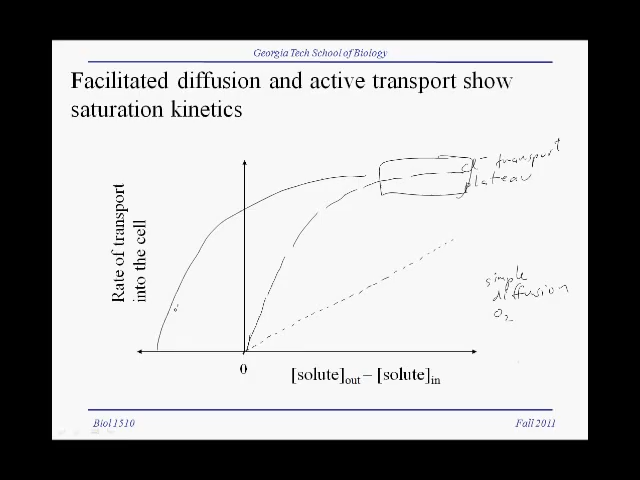 Georgia Tech School of Biology
Facilitated diffusion and active transport show
saturation kinetics
Rate of transport
into the cell
transport
plateau
simple
diffusion
O2
0
[solute]out – [solute]in
Biol 1510
Fall 2011